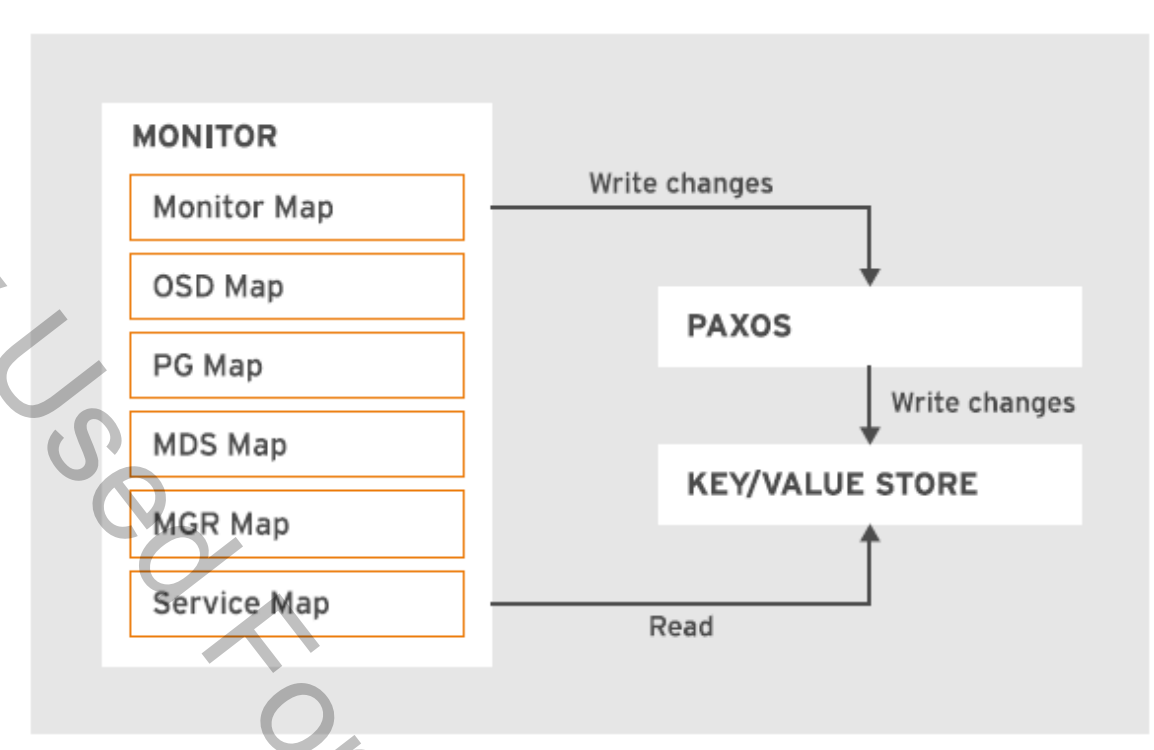 MONITOR
Monitor Map
OSD Map
PG Map
MDS Map
MGR Map
Service Map
Write changes
PAXOS
Write changes
KEY/VALUE STORE
Read
Used For